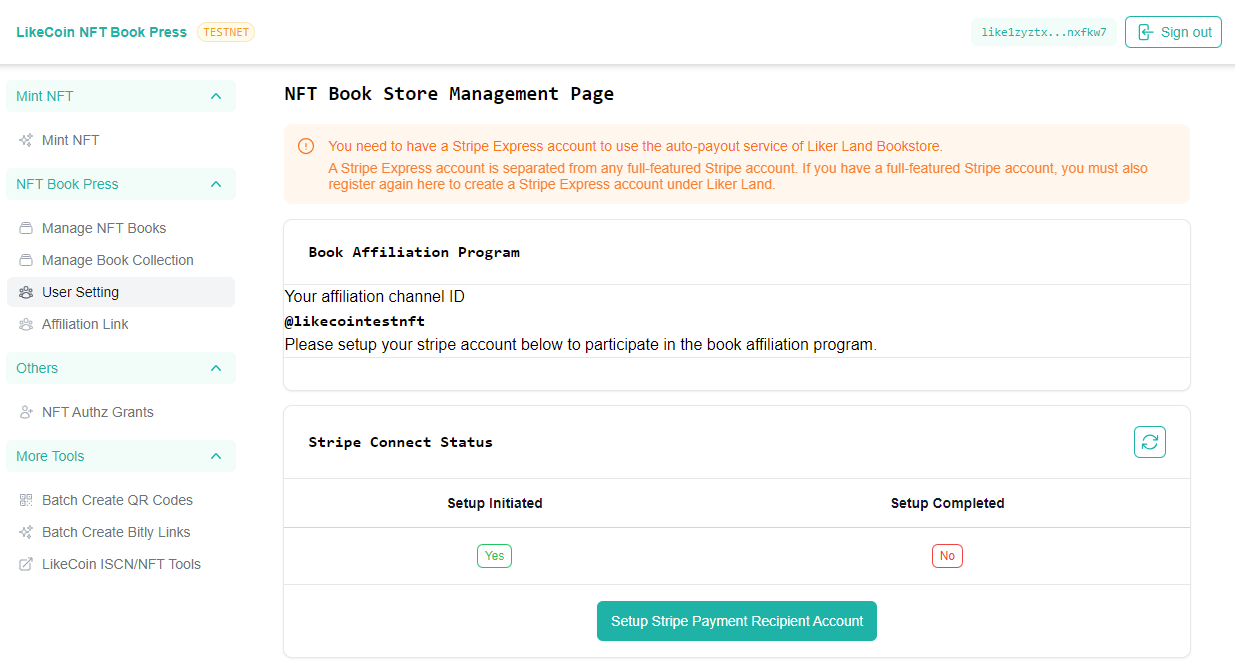 LikeCoin NFT Book Press TESTNET
like1zyztx...nxfkw7 Sign out
Mint NFT
Mint NFT
NFT Book Press
Manage NFT Books
Manage Book Collection
User Setting
Affiliation Link
Others
NFT Authz Grants
More Tools
Batch Create QR Codes
Batch Create Bitly Links
LikeCoin ISCN/NFT Tools
NFT Book Store Management Page
You need to have a Stripe Express account to use the auto-payout service of Liker Land Bookstore.
A Stripe Express account is separated from any full-featured Stripe account. If you have a full-featured Stripe account, you must also
register again here to create a Stripe Express account under Liker Land.
Book Affiliation Program
Your affiliation channel ID
@likecointestnft
Please setup your stripe account below to participate in the book affiliation program.
Stripe Connect Status
Setup Initiated Setup Completed
Yes No
Setup Stripe Payment Recipient Account